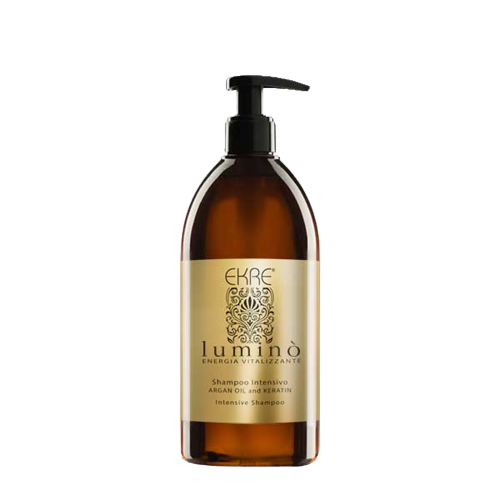 EKRE®
luminò
ENERGIA VITALIZZANTE
Shampoo Intensivo
ARGAN OIL and KERATIN
Intensive Shampoo